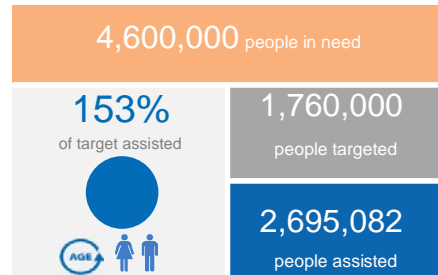 4,600,000 people in need
153%
of target assisted
1,760,000
people targeted
AGE
2,695,082
people assisted